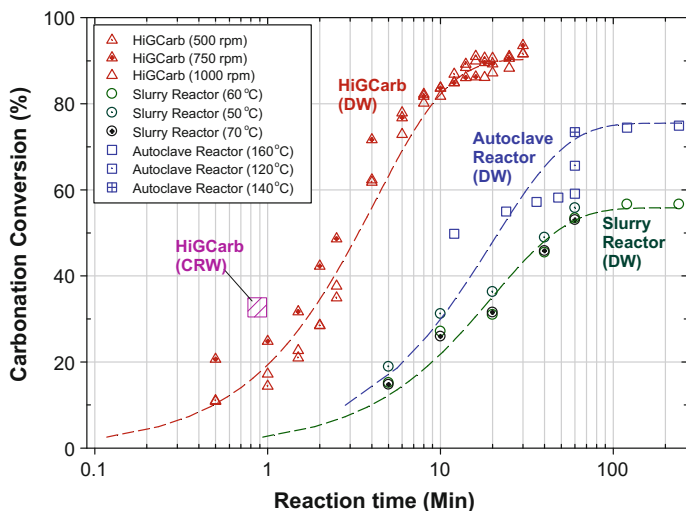 Carbonation Conversion (%)
100
80
60
40
20
0
HiGCarb (500 rpm)
HiGCarb (750 rpm)
HiGCarb (1000 rpm)
Slurry Reactor (60°C)
Slurry Reactor (50°C)
Slurry Reactor (70°C)
Autoclave Reactor (160°C)
Autoclave Reactor (120°C)
Autoclave Reactor (140°C)
HiGCarb
(DW)
Autoclave
Reactor
(DW)
HiGCarb
(CRW)
Slurry
Reactor
(DW)
0.1 1 10 100
Reaction time (Min)